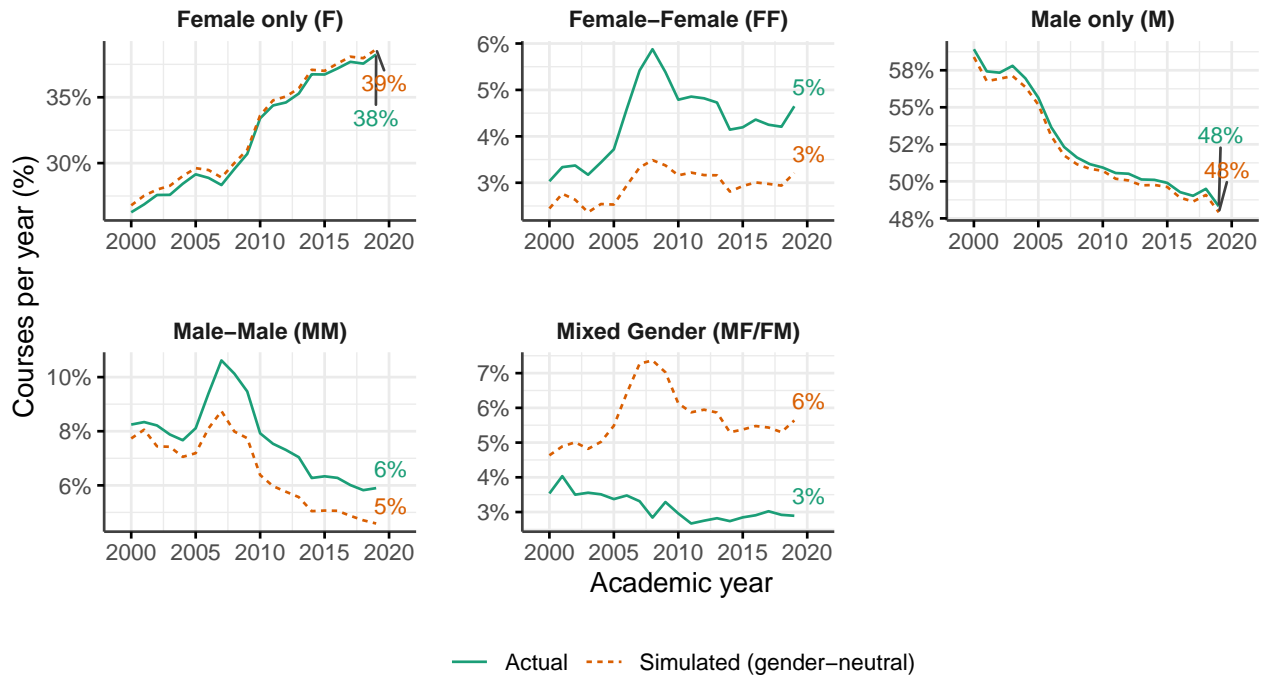 Courses per year (%)
Female only (F)
35%
30%
39%
38%
2000 2005 2010 2015 2020
Female−Female (FF)
6%
5%
4%
3%
5%
3%
2000 2005 2010 2015 2020
Male only (M)
58%
55%
52%
50%
48%
48%
48%
2000 2005 2010 2015 2020
Male−Male (MM)
10%
8%
6%
6%
5%
2000 2005 2010 2015 2020
Mixed Gender (MF/FM)
7%
6%
5%
4%
3%
6%
3%
2000 2005 2010 2015 2020
Academic year
Actual Simulated (gender−neutral)